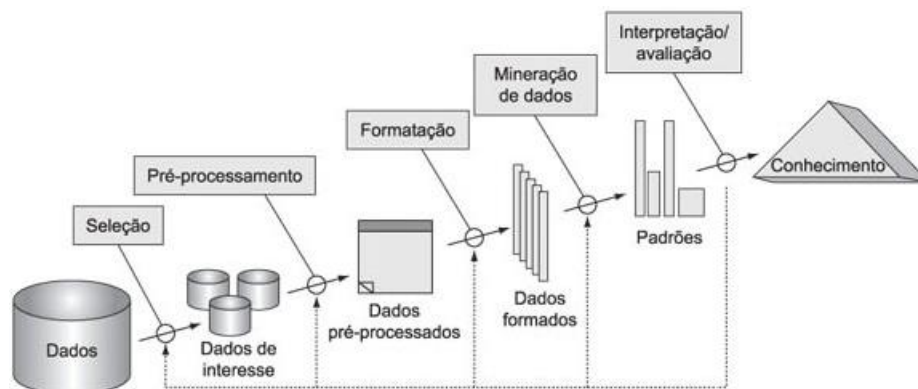 Interpretação/
avaliação
Mineração
de dados
Formatação
Pré-processamento
Seleção
Conhecimento
Padrões
Dados
formados
Dados
pré-processados
Dados de
interesse
Dados